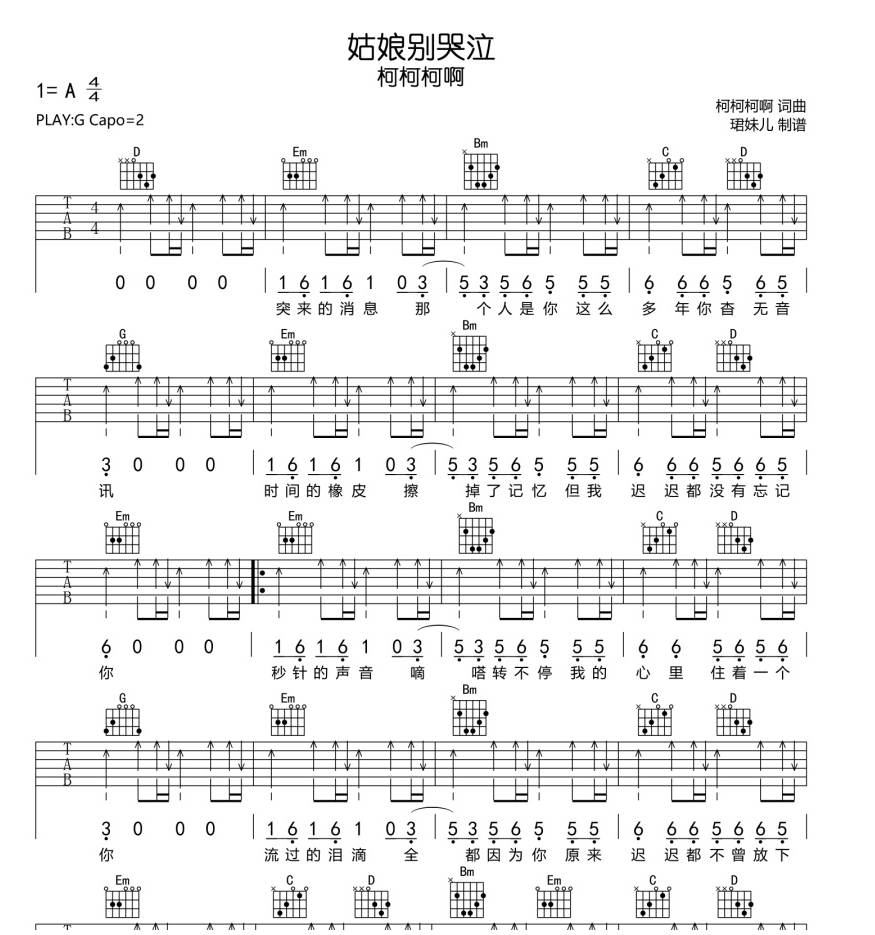 姑娘别哭泣
柯柯柯啊
1= A 4/4
PLAY:G Capo=2
柯柯柯啊 词曲
珺妹儿 制谱
D Em Bm C D
T A B 4 4
0 0 0 0 1 6 1 6 1 0 3 5 3 5 6 5 5 5 6 6 6 5 6 5
突来的消息 那 个人是你 这么 多 年你杳 无音
G Em Bm C D
T A B
3 0 0 0 1 6 1 6 1 0 3 5 3 5 6 5 5 5 6 6 6 5 6 6 5
讯 时间的橡皮 擦 掉了记忆 但我 迟 迟都没有忘记
Em Em Bm C D
T A B
6 0 0 0 1 6 1 6 1 0 3 5 3 5 6 5 5 5 6 6 5 6 5 6
你 秒针的声音 嘀 嗒转不停 我的 心里 住着一个
G Em Bm C D
T A B
3 0 0 0 1 6 1 6 1 0 3 5 3 5 6 5 5 5 6 6 6 5 6 6 5
你 流过的泪滴 全 都因为你 原来 迟 迟都不曾放下
Em C D Bm Em C D
T